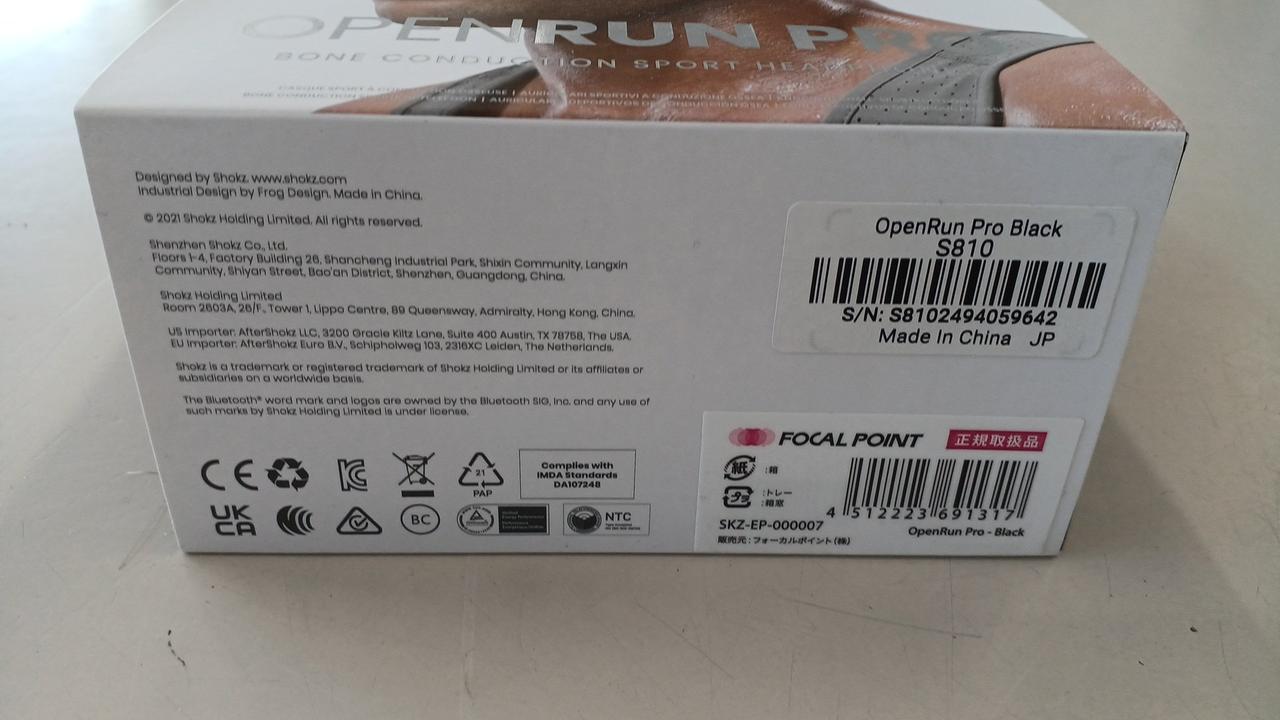 OPENRUN PRO
BONE CONDUCTION SPORT
Designed by Shokz. www.shokz.com
Industrial Design by Frog Design. Made in China.
© 2021 Shokz Holding Limited. All rights reserved.
Shenzhen Shokz Co., Ltd.
Floors 1-4, Factory Building 26, Shancheng Industrial Park, Shixin Community, Langxin
Community, Shiyan Street, Bao'an District, Shenzhen, Guangdong, China.
Shokz Holding Limited
Room 2603A, 26/F., Tower 1, Lippo Centre, 89 Queensway, Admiralty, Hong Kong, China.
US Importer: AfterShokz LLC, 3200 Gracie Kiltz Lane, Suite 400 Austin, TX 78758, The USA.
EU Importer: AfterShokz Euro B.V., Schipholweg 103, 2316XC Leiden, The Netherlands.
Shokz is a trademark or registered trademark of Shokz Holding Limited or its affiliates or
subsidiaries on a worldwide basis.
The Bluetooth® word mark and logos are owned by the Bluetooth SIG, Inc. and any use of
such marks by Shokz Holding Limited is under license.
CE
21
PAP
Complies with
IMDA Standards
DA107248
UK
CA
BC
NTC
OpenRun Pro Black
S810
S/N: S8102494059642
Made In China JP
FOCAL POINT 正規取扱品
紙 :箱
プラ :トレー
:箱窓
4 512223 691317
SKZ-EP-000007
OpenRun Pro - Black
販売元:フォーカルポイント(株)